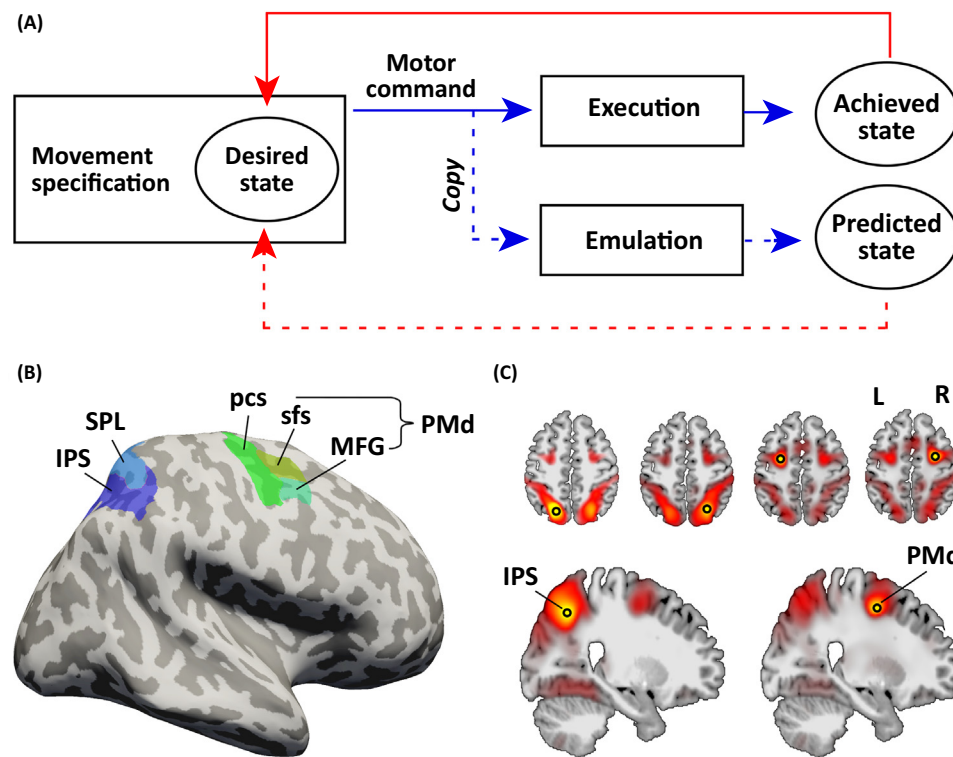 (A)
Motor
command
Execution
Achieved
state
Movement
specification
Desired
state
Copy
Emulation
Predicted
state
(B)
(C)
pcs
sfs
MFG
PMd
SPL
IPS
L
R
IPS
PMd